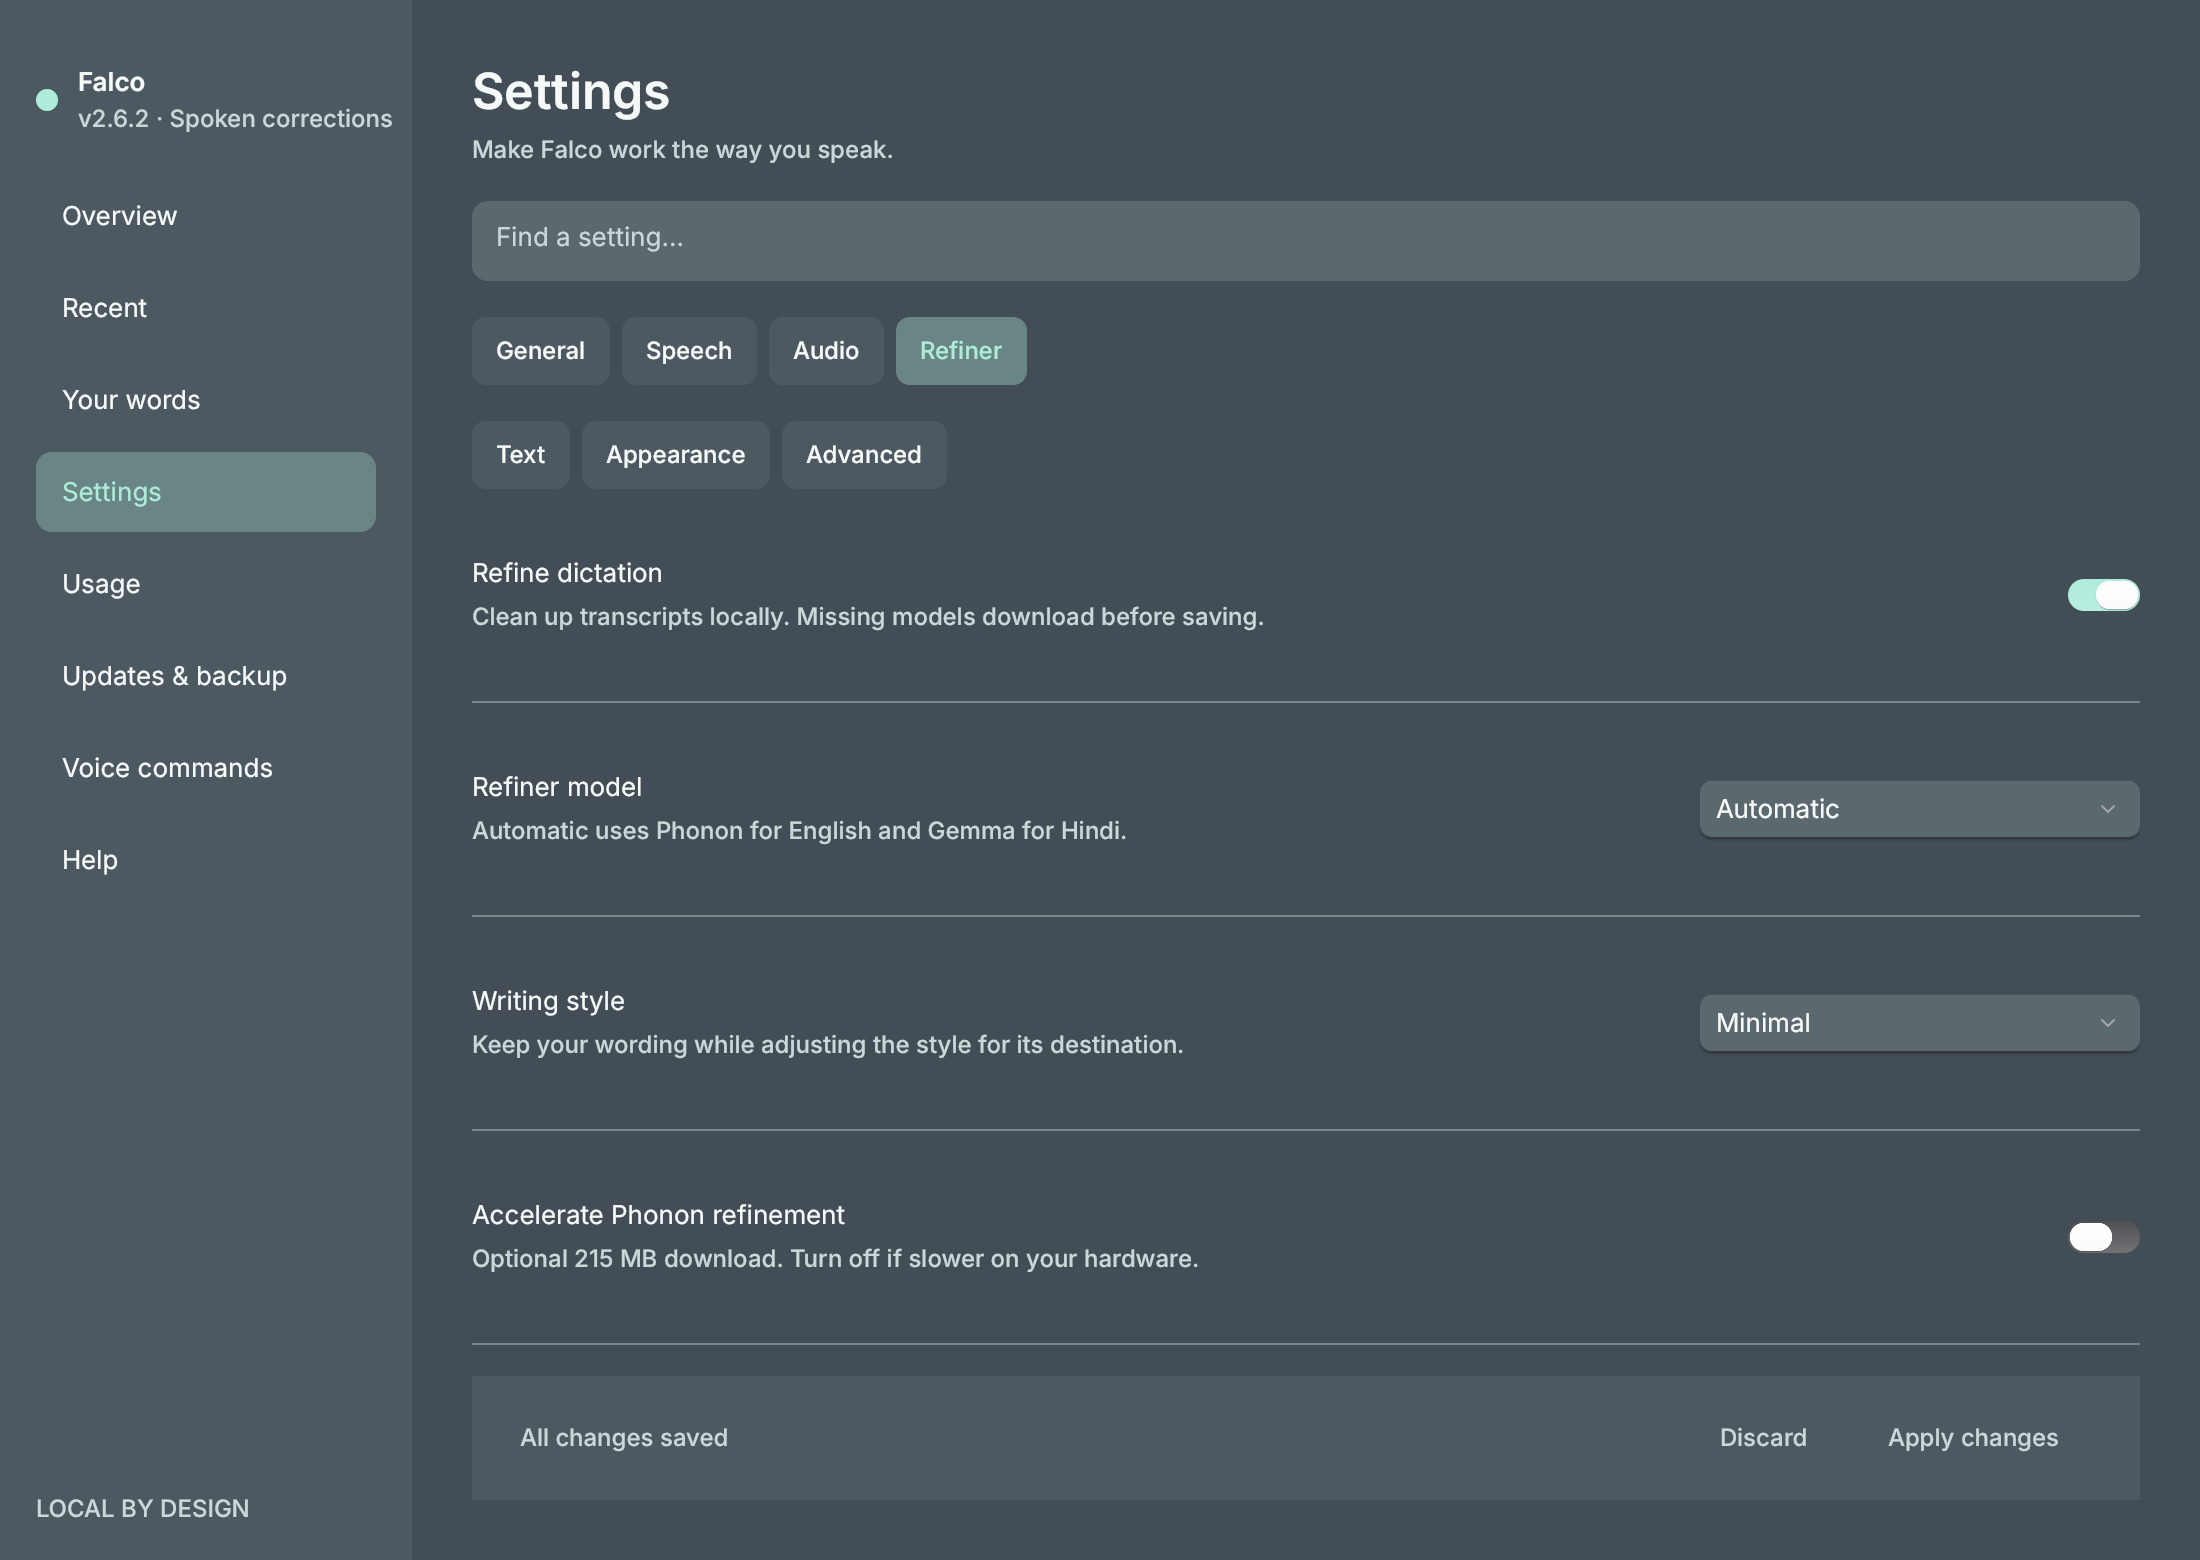 Falco
v2.6.2 · Spoken corrections
Overview
Recent
Your words
Settings
Usage
Updates & backup
Voice commands
Help
LOCAL BY DESIGN
Settings
Make Falco work the way you speak.
Find a setting...
General
Speech
Audio
Refiner
Text
Appearance
Advanced
Refine dictation
Clean up transcripts locally. Missing models download before saving.
Refiner model
Automatic uses Phonon for English and Gemma for Hindi.
Automatic
Writing style
Keep your wording while adjusting the style for its destination.
Minimal
Accelerate Phonon refinement
Optional 215 MB download. Turn off if slower on your hardware.
All changes saved
Discard
Apply changes